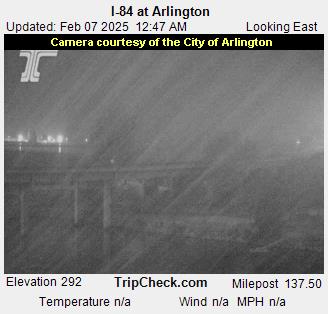 I-84 at Arlington
Updated: Feb 07 2025 12:47 AM Looking East
Camera courtesy of the City of Arlington
Elevation 292 TripCheck.com Milepost 137.50
Temperature n/a Wind n/a MPH n/a